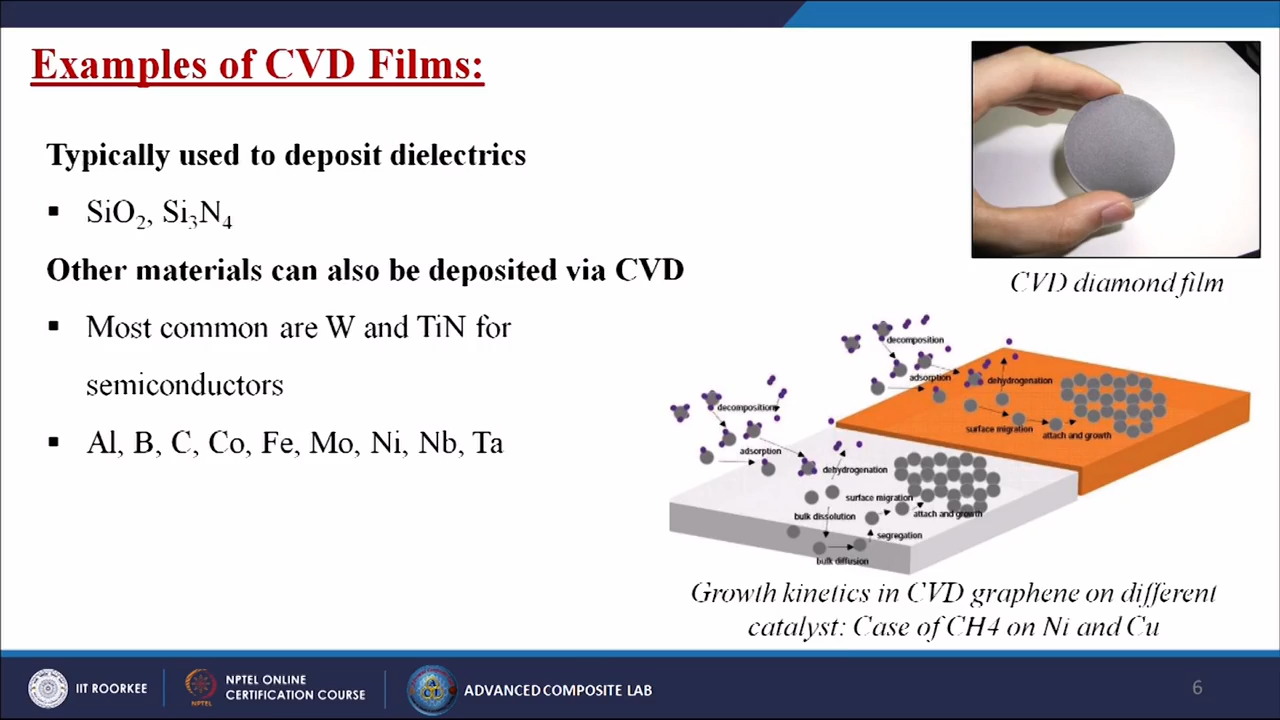 Examples of CVD Films:
Typically used to deposit dielectrics
▪ SiO₂, Si₃N₄
Other materials can also be deposited via CVD
▪ Most common are W and TiN for
semiconductors
▪ Al, B, C, Co, Fe, Mo, Ni, Nb, Ta
CVD diamond film
decomposition
adsorption
dehydrogenation
surface migration
attach and growth
decomposition
adsorption
dehydrogenation
surface migration
bulk dissolution
attach and growth
segregation
bulk diffusion
Growth kinetics in CVD graphene on different
catalyst: Case of CH4 on Ni and Cu
IIT ROORKEE
NPTEL
NPTEL ONLINE
CERTIFICATION COURSE
ACL
ADVANCED COMPOSITE LAB
6